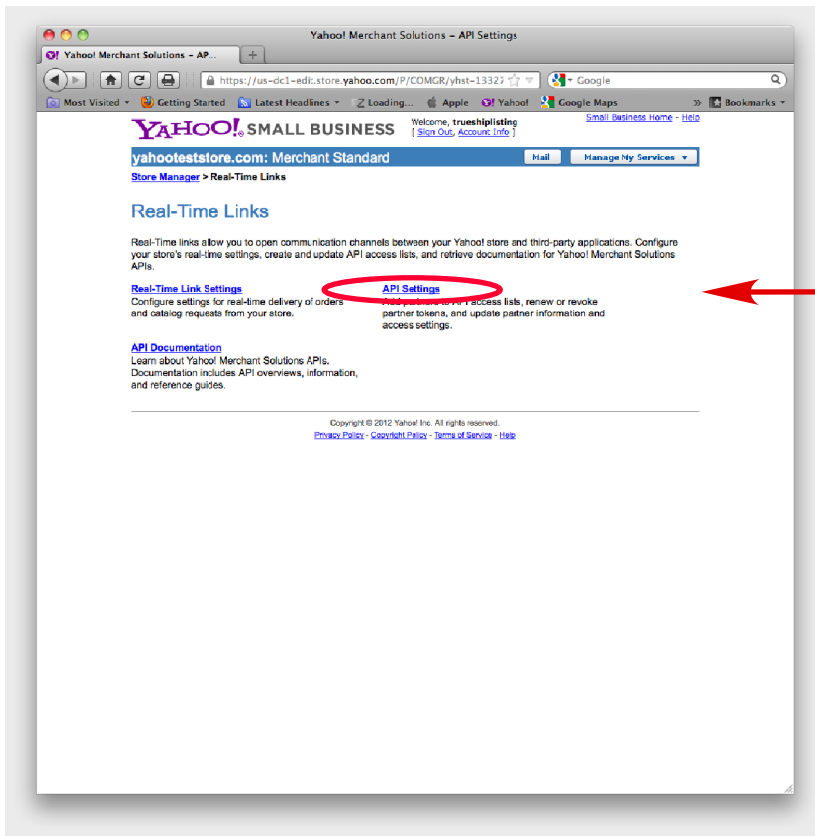 Yahoo! Merchant Solutions – API Settings
Yahoo! Merchant Solutions – AP...
https://us-dc1-edit.store.yahoo.com/P/COMGR/yhst-13327
Google
Most Visited
Getting Started
Latest Headlines
Loading...
Apple
Yahoo!
Google Maps
»
Bookmarks
YAHOO! SMALL BUSINESS
Welcome, trueshiplisting
[ Sign Out, Account Info ]
Small Business Home - Help
yahooteststore.com: Merchant Standard
Mail
Manage My Services
Store Manager > Real-Time Links
Real-Time Links
Real-Time links allow you to open communication channels between your Yahoo! store and third-party applications. Configure
your store's real-time settings, create and update API access lists, and retrieve documentation for Yahoo! Merchant Solutions
APIs.
Real-Time Link Settings
Configure settings for real-time delivery of orders
and catalog requests from your store.
API Settings
Add partners to API access lists, renew or revoke
partner tokens, and update partner information and
access settings.
API Documentation
Learn about Yahoo! Merchant Solutions APIs.
Documentation includes API overviews, information,
and reference guides.
Copyright © 2012 Yahoo! Inc. All rights reserved.
Privacy Policy - Copyright Policy - Terms of Service - Help